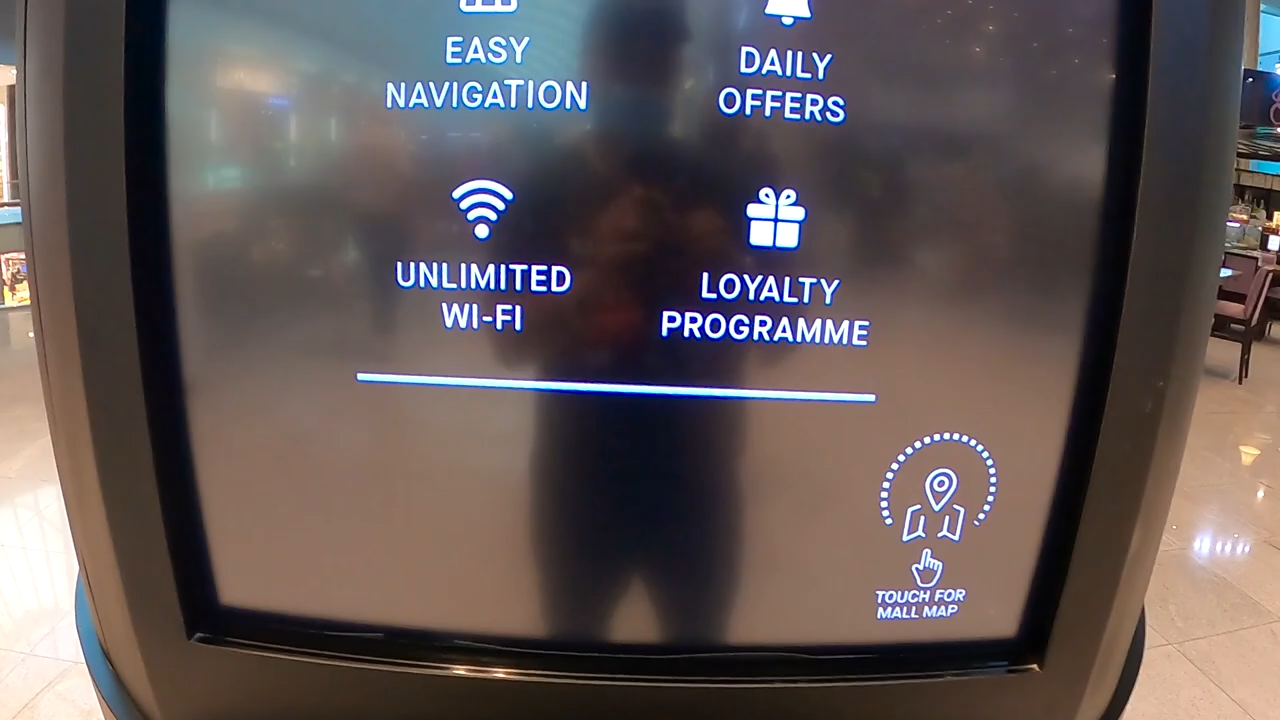 EASY
NAVIGATION
DAILY
OFFERS
UNLIMITED
WI-FI
LOYALTY
PROGRAMME
TOUCH FOR
MALL MAP